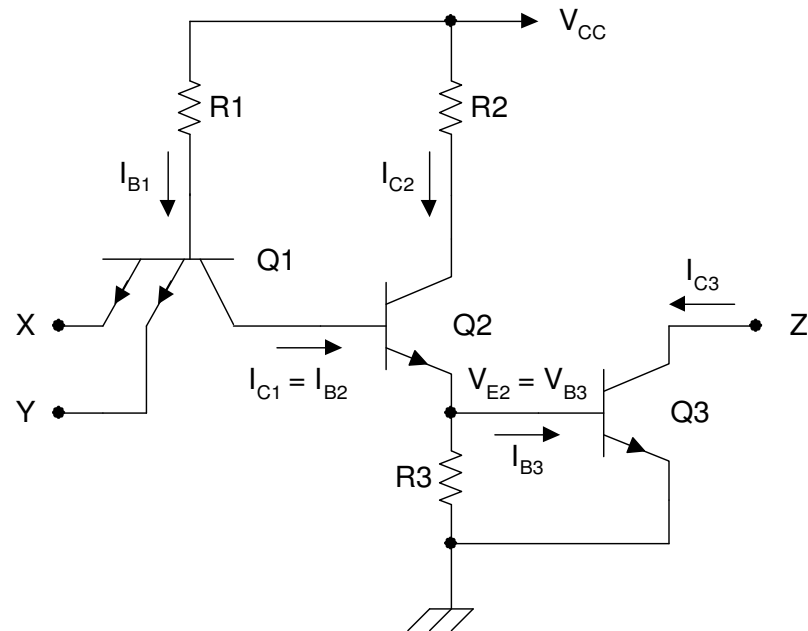 V_CC
R1
R2
I_B1
I_C2
Q1
I_C3
X
Q2
Z
I_C1 = I_B2
V_E2 = V_B3
Y
Q3
I_B3
R3